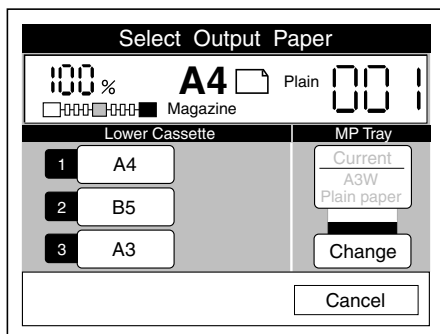 Select Output Paper
100 % A4 Plain 001
Magazine
Lower Cassette MP Tray
1 A4
2 B5
3 A3
Current
A3W
Plain paper
Change
Cancel